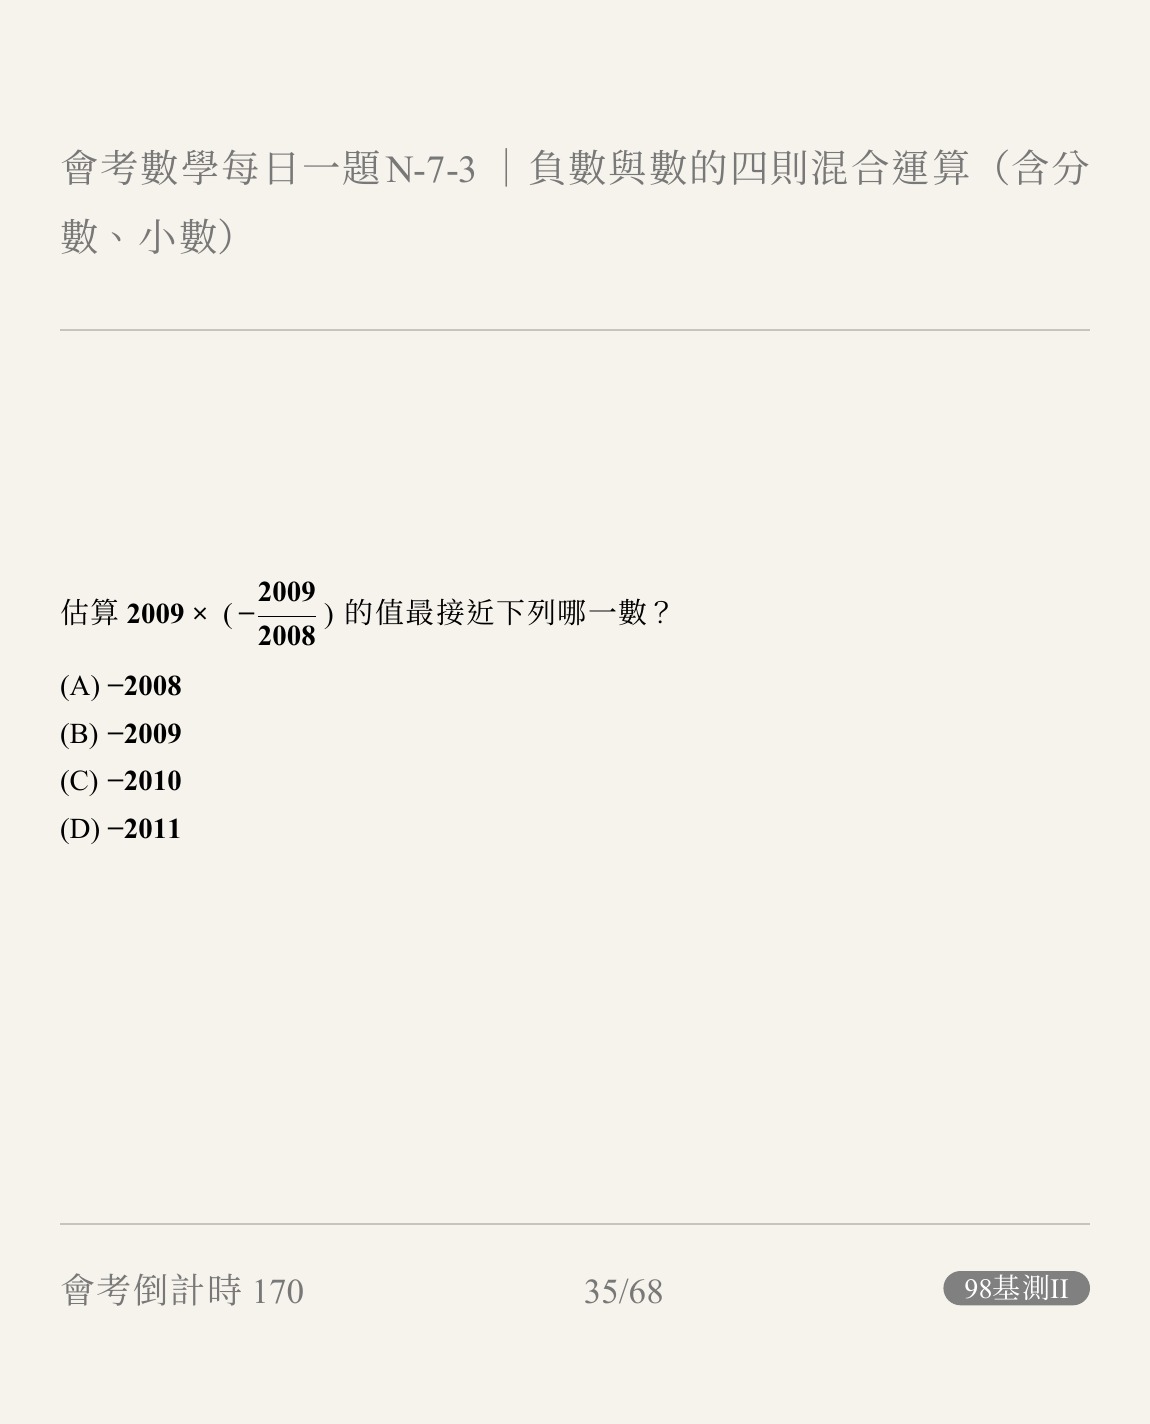 會考數學每日一題N-7-3 ｜負數與數的四則混合運算（含分
數、小數）
估算 2009 × (−2009/2008) 的值最接近下列哪一數？
(A) −2008
(B) −2009
(C) −2010
(D) −2011
會考倒計時 170
35/68
98基測II